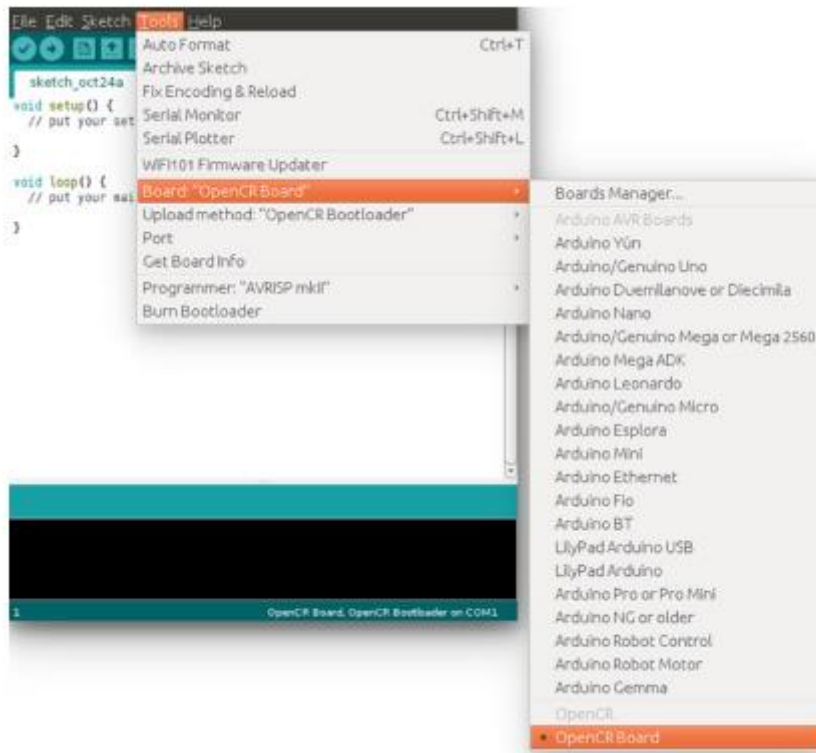 File Edit Sketch Tools Help
sketch_oct24a
void setup() {
// put your set
}
void loop() {
// put your mai
}
Auto Format Ctrl+T
Archive Sketch
Fix Encoding & Reload
Serial Monitor Ctrl+Shift+M
Serial Plotter Ctrl+Shift+L
WiFi101 Firmware Updater
Board: "OpenCR Board"
Upload method: "OpenCR Bootloader"
Port
Get Board Info
Programmer: "AVRISP mkII"
Burn Bootloader
Boards Manager...
Arduino AVR Boards
Arduino Yún
Arduino/Genuino Uno
Arduino Duemilanove or Diecimila
Arduino Nano
Arduino/Genuino Mega or Mega 2560
Arduino Mega ADK
Arduino Leonardo
Arduino/Genuino Micro
Arduino Esplora
Arduino Mini
Arduino Ethernet
Arduino Fio
Arduino BT
LilyPad Arduino USB
LilyPad Arduino
Arduino Pro or Pro Mini
Arduino NG or older
Arduino Robot Control
Arduino Robot Motor
Arduino Gemma
OpenCR
OpenCR Board
1 OpenCR Board, OpenCR Bootloader on COM1